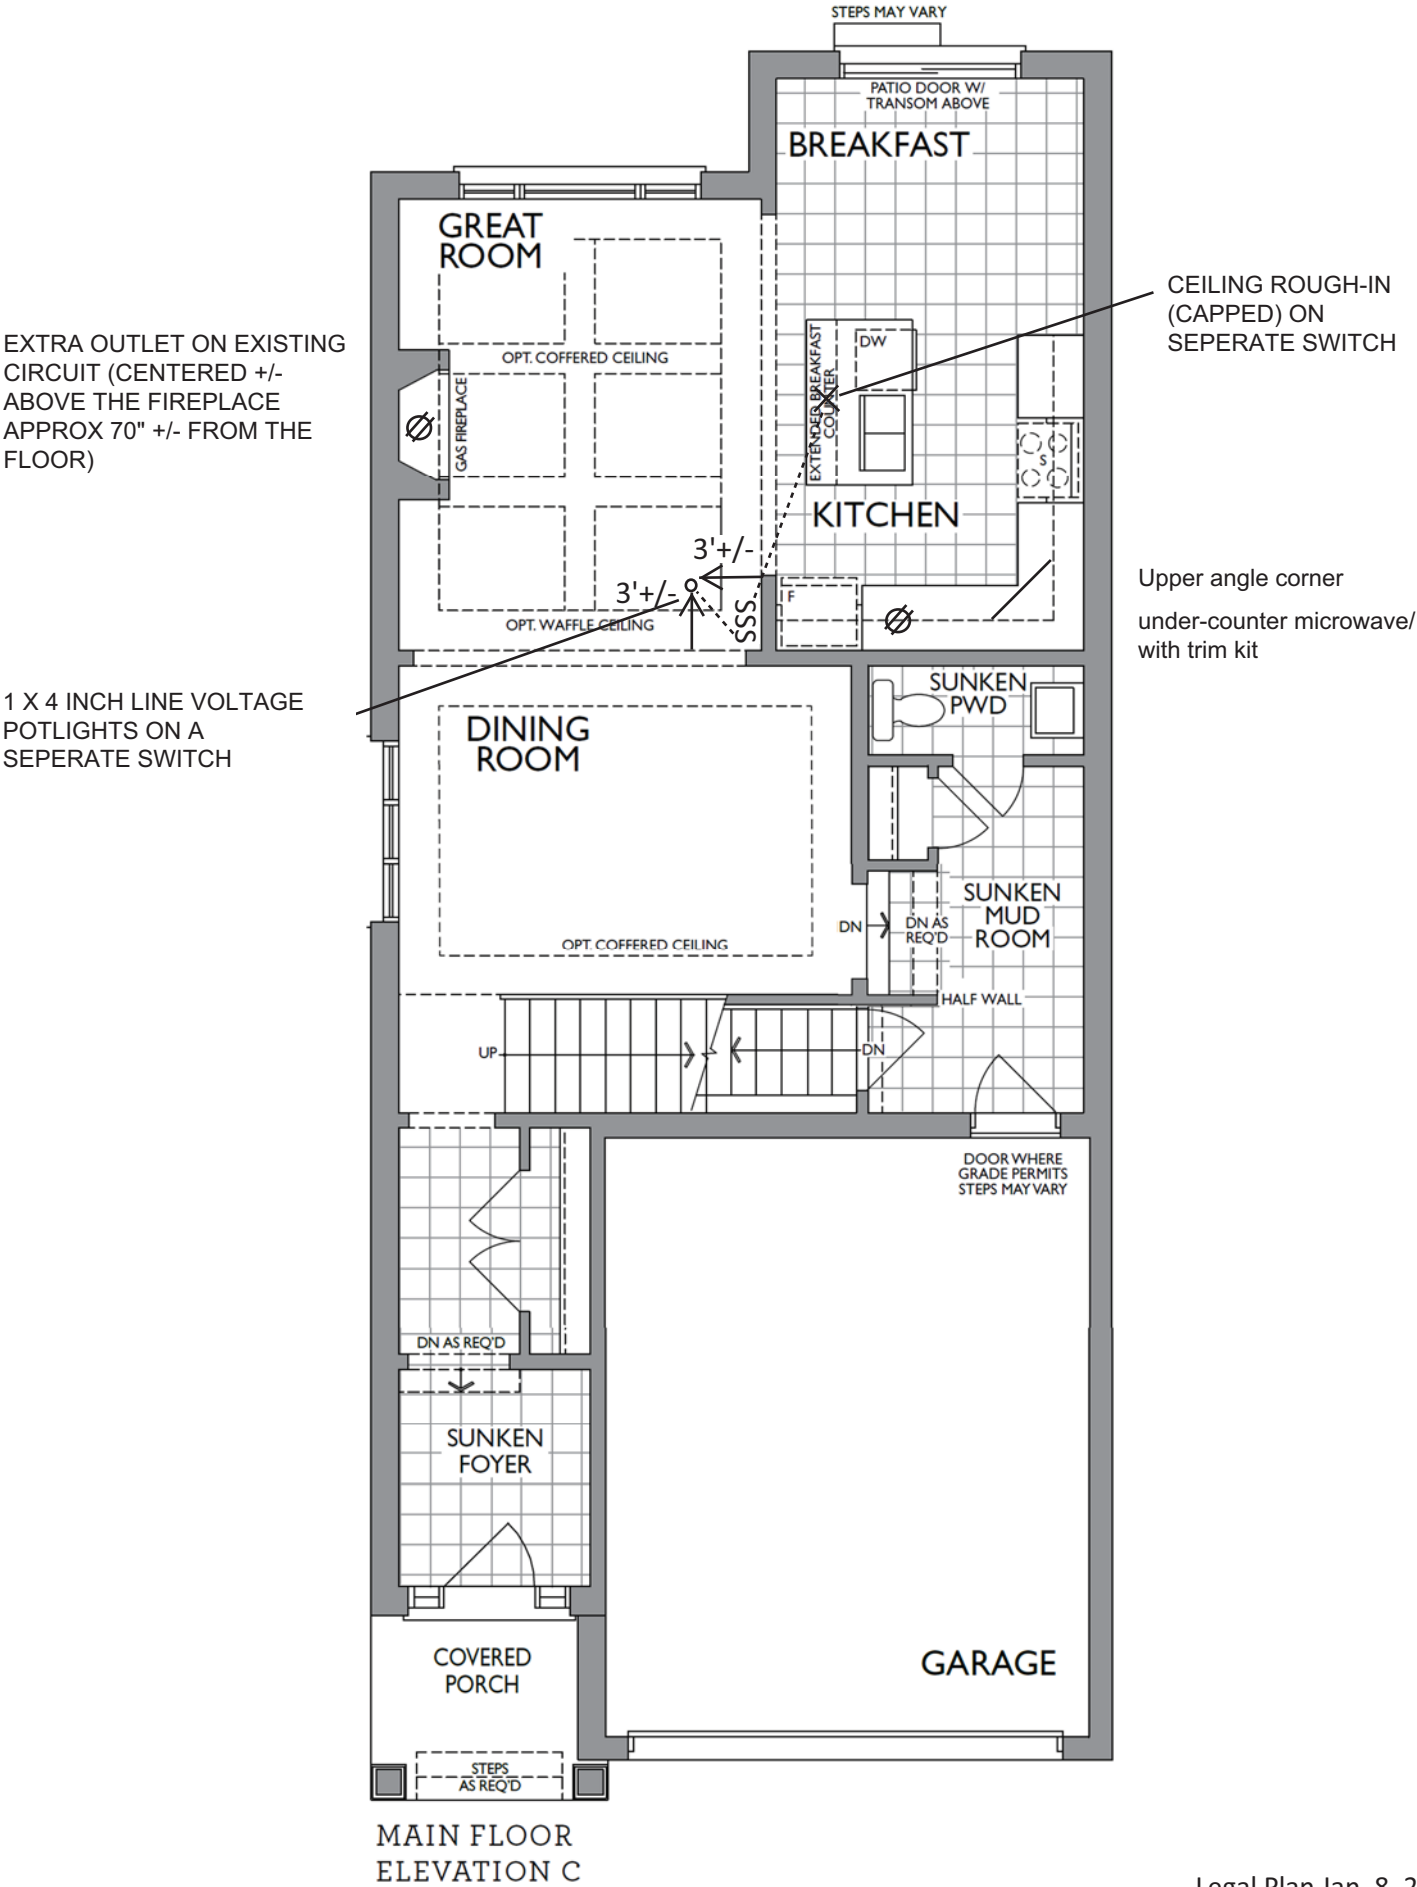 STEPS MAY VARY
PATIO DOOR W/
TRANSOM ABOVE
BREAKFAST
GREAT
ROOM
CEILING ROUGH-IN
(CAPPED) ON
SEPERATE SWITCH
EXTRA OUTLET ON EXISTING
CIRCUIT (CENTERED +/-
ABOVE THE FIREPLACE
APPROX 70" +/- FROM THE
FLOOR)
OPT. COFFERED CEILING
GAS FIREPLACE
EXTENDED BREAKFAST
COUNTER
DW
S
KITCHEN
3'+/-
3'+/-
SSS
F
OPT. WAFFLE CEILING
Upper angle corner
under-counter microwave/
with trim kit
1 X 4 INCH LINE VOLTAGE
POTLIGHTS ON A
SEPERATE SWITCH
SUNKEN
PWD
DINING
ROOM
SUNKEN
MUD
ROOM
DN
DN AS
REQ'D
OPT. COFFERED CEILING
HALF WALL
UP
DN
DOOR WHERE
GRADE PERMITS
STEPS MAY VARY
DN AS REQ'D
SUNKEN
FOYER
COVERED
PORCH
GARAGE
STEPS
AS REQ'D
MAIN FLOOR
ELEVATION C
Legal Plan Jan. 8, 2